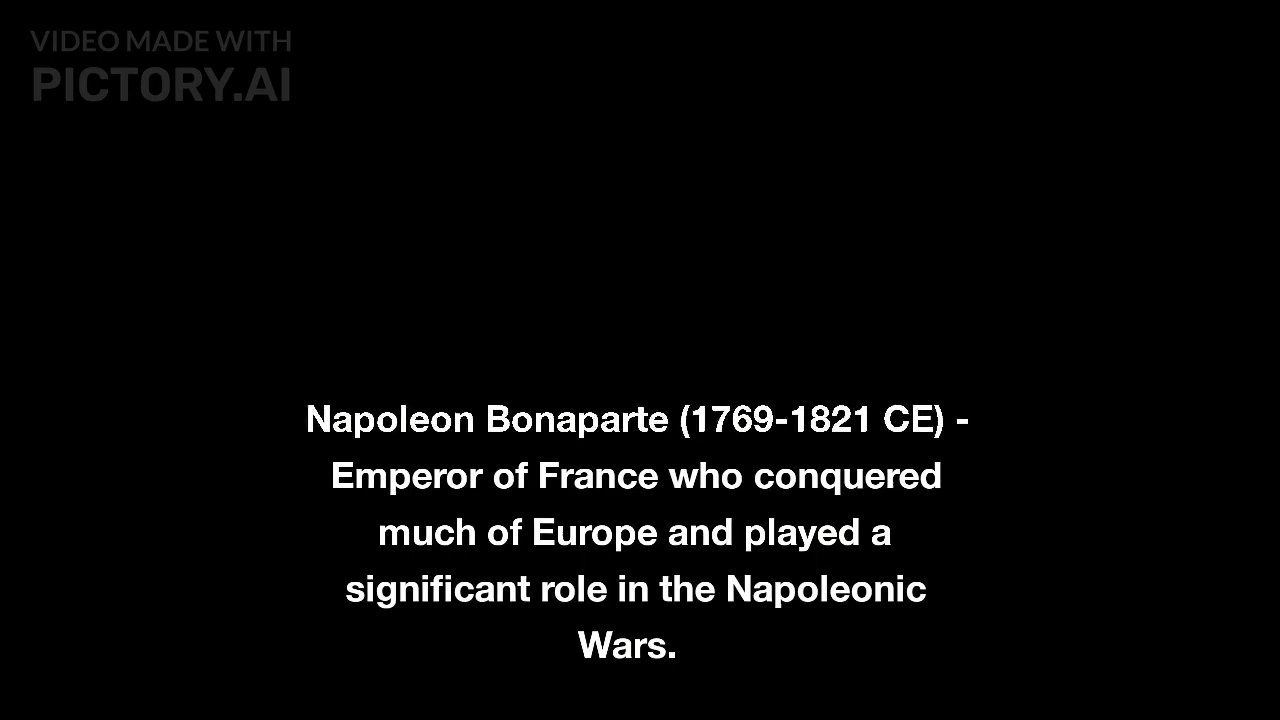 VIDEO MADE WITH
PICTORY.AI
Napoleon Bonaparte (1769-1821 CE) -
Emperor of France who conquered
much of Europe and played a
significant role in the Napoleonic
Wars.